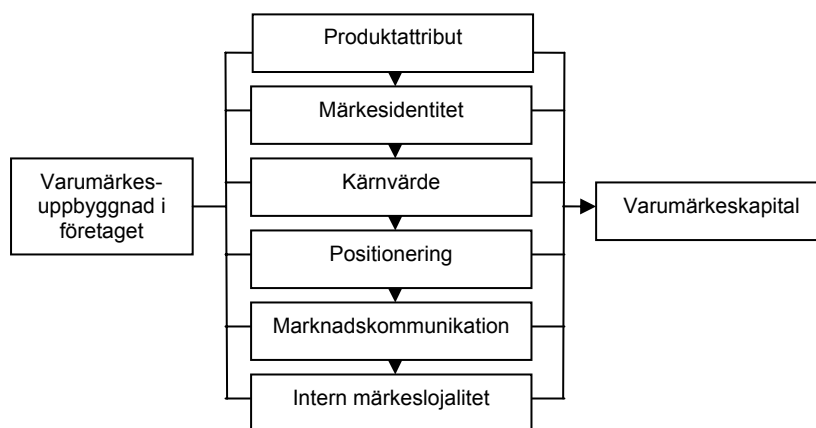 Produktattribut
Märkesidentitet
Kärnvärde
Varumärkes-
uppbyggnad i
företaget
Varumärkeskapital
Positionering
Marknadskommunikation
Intern märkeslojalitet